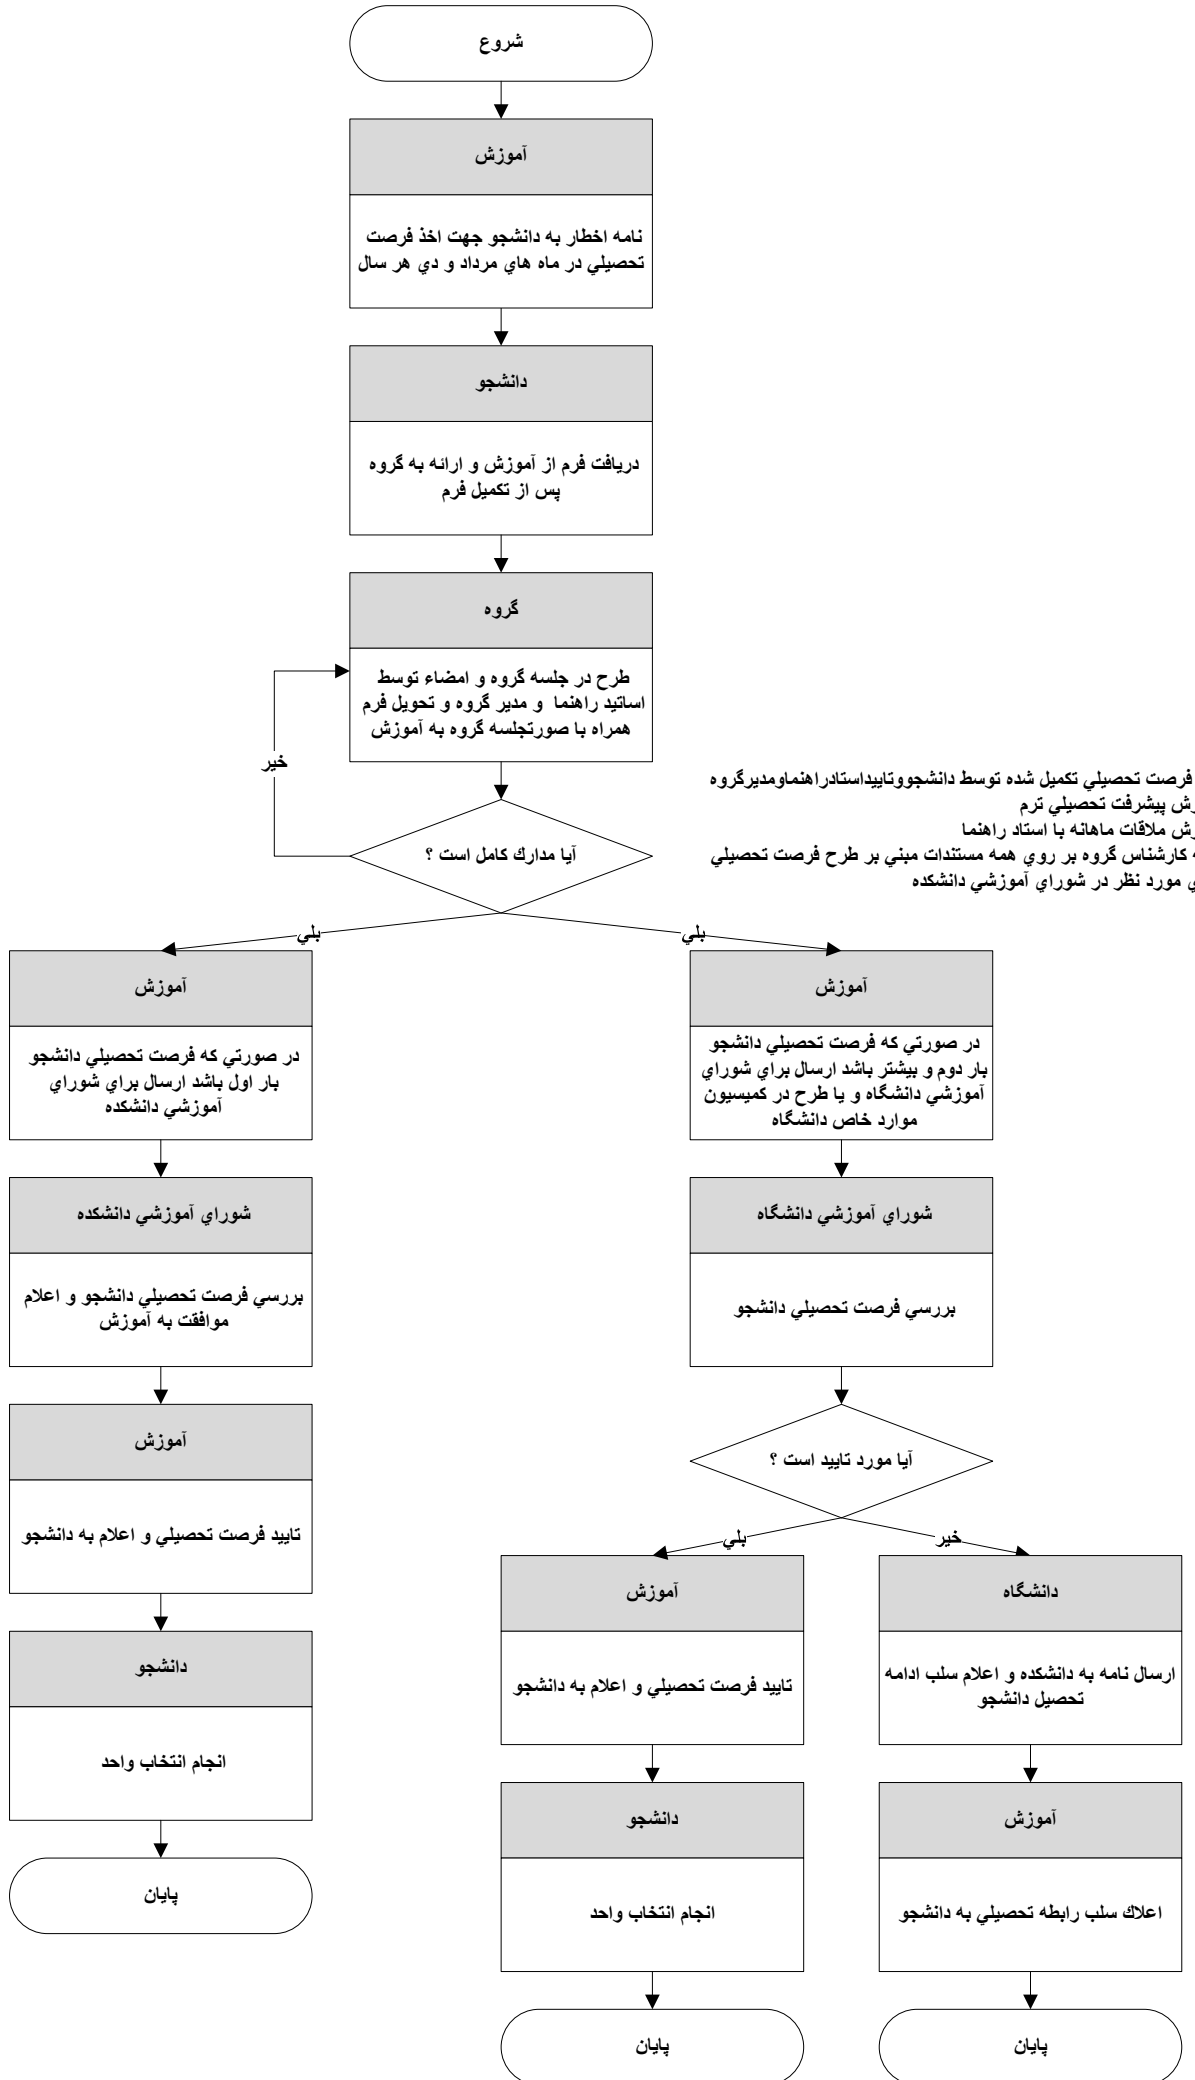 شروع
آموزش
نامه اخطار به دانشجو جهت اخذ فرصت
تحصيلي در ماه هاي مرداد و دي هر سال
دانشجو
دريافت فرم از آموزش و ارائه به گروه
پس از تكميل فرم
گروه
طرح در جلسه گروه و امضاء توسط
اساتيد راهنما و مدير گروه و تحويل فرم
همراه با صورتجلسه گروه به آموزش
خير
آيا مدارك كامل است ؟
فرصت تحصيلي تكميل شده توسط دانشجووتاييداستادراهنماومديرگروه
پيشرفت تحصيلي ترم
ملاقات ماهانه با استاد راهنما
كارشناس گروه بر روي همه مستندات مبني بر طرح فرصت تحصيلي
مورد نظر در شوراي آموزشي دانشكده
بلي
بلي
آموزش
در صورتي كه فرصت تحصيلي دانشجو
بار دوم و بيشتر باشد ارسال براي شوراي
آموزشي دانشگاه و يا طرح در كميسيون
موارد خاص دانشگاه
شوراي آموزشي دانشگاه
بررسي فرصت تحصيلي دانشجو
آيا مورد تاييد است ؟
خير
بلي
دانشگاه
ارسال نامه به دانشكده و اعلام سلب ادامه
تحصيل دانشجو
آموزش
اعلاك سلب رابطه تحصيلي به دانشجو
پايان
آموزش
تاييد فرصت تحصيلي و اعلام به دانشجو
دانشجو
انجام انتخاب واحد
پايان
آموزش
در صورتي كه فرصت تحصيلي دانشجو
بار اول باشد ارسال براي شوراي
آموزشي دانشكده
شوراي آموزشي دانشكده
بررسي فرصت تحصيلي دانشجو و اعلام
موافقت به آموزش
آموزش
تاييد فرصت تحصيلي و اعلام به دانشجو
دانشجو
انجام انتخاب واحد
پايان